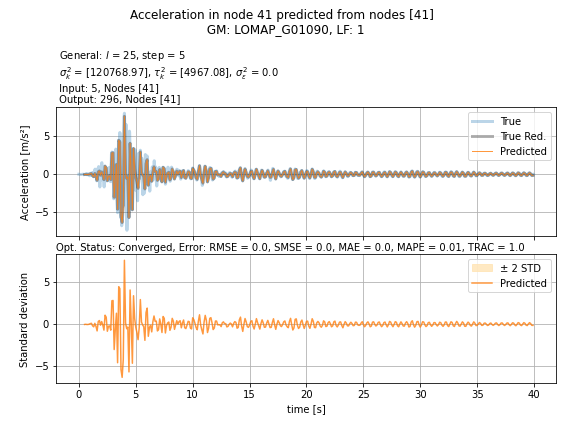 Acceleration in node 41 predicted from nodes [41]
GM: LOMAP_G01090, LF: 1
General: l = 25, step = 5
σ²ₖ = [120768.97], τ²ₖ = [4967.08], σ²ε = 0.0
Input: 5, Nodes [41]
Output: 296, Nodes [41]
Acceleration [m/s²]
5
0
−5
True
True Red.
Predicted
Opt. Status: Converged, Error: RMSE = 0.0, SMSE = 0.0, MAE = 0.0, MAPE = 0.01, TRAC = 1.0
Standard deviation
5
0
−5
± 2 STD
Predicted
0 5 10 15 20 25 30 35 40
time [s]